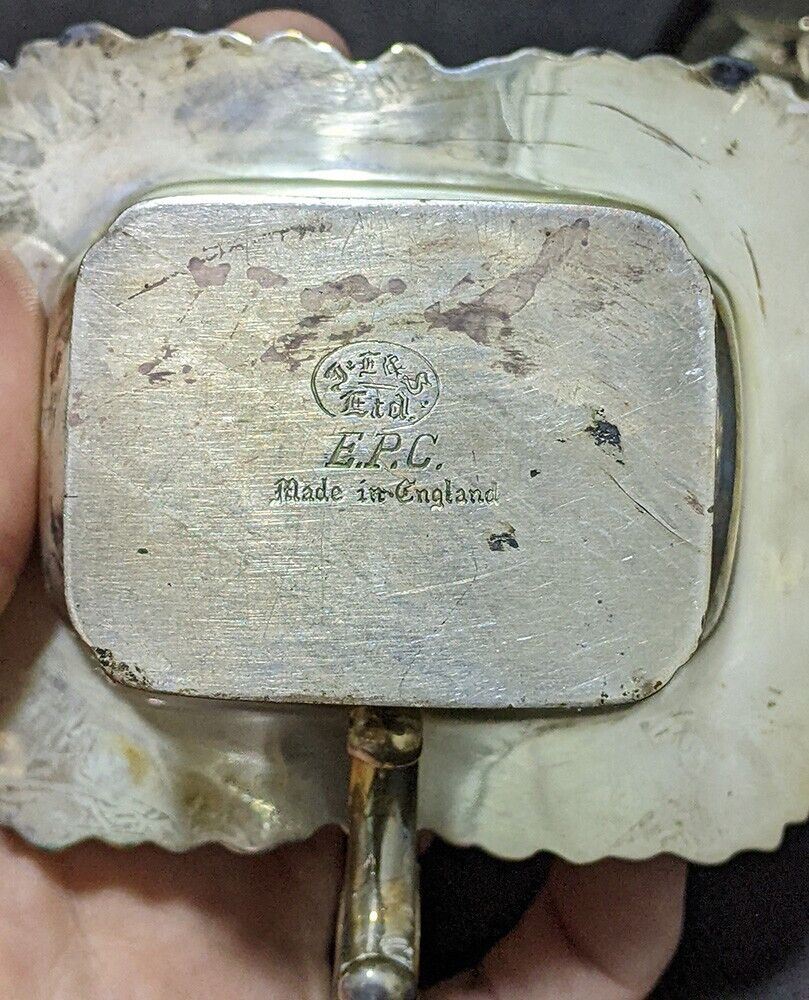 J. E & S
Ltd.
E.P.C.
Made in England